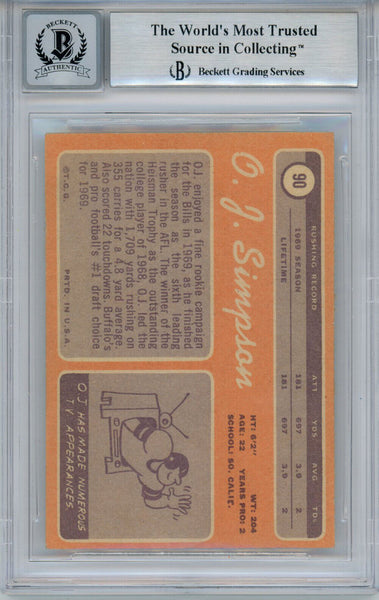 BECKETT
AUTHENTIC
The World's Most Trusted
Source in Collecting™
B Beckett Grading Services
90
O. J. Simpson
HT: 6'2" WT: 204
AGE: 22 YEARS PRO: 2
SCHOOL: SO. CALIF.
RUSHING RECORD ATT YDS AVG. TDs
1969 SEASON 181 697 3.9 2
LIFETIME 181 697 3.9 2
O.J. enjoyed a fine rookie campaign
for the Bills in 1969, as he finished
the season as the sixth leading
rusher in the AFL. The winner of the
Heisman Trophy as the outstanding
college player of 1968, O.J. led the
nation with 1,709 yards rushing on
355 carries for a 4.8 yard average.
Also scored 22 touchdowns. Buffalo's
and pro football's #1 draft choice
for 1969.
©T.C.G. PRTD. IN U.S.A.
O.J. HAS MADE NUMEROUS
T.V. APPEARANCES.